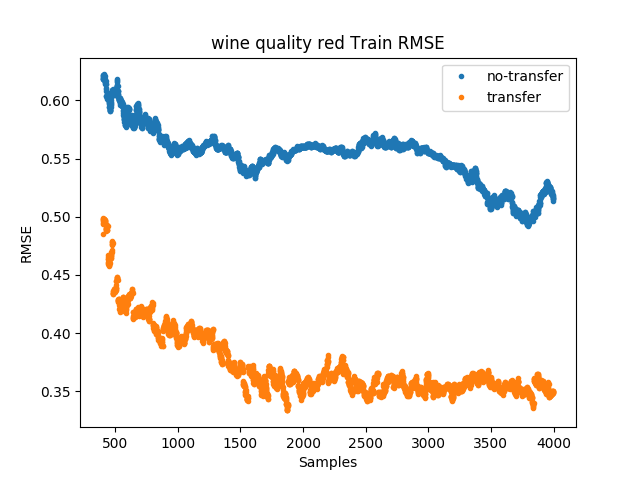 wine quality red Train RMSE
no-transfer
transfer
RMSE
0.60
0.55
0.50
0.45
0.40
0.35
500 1000 1500 2000 2500 3000 3500 4000
Samples